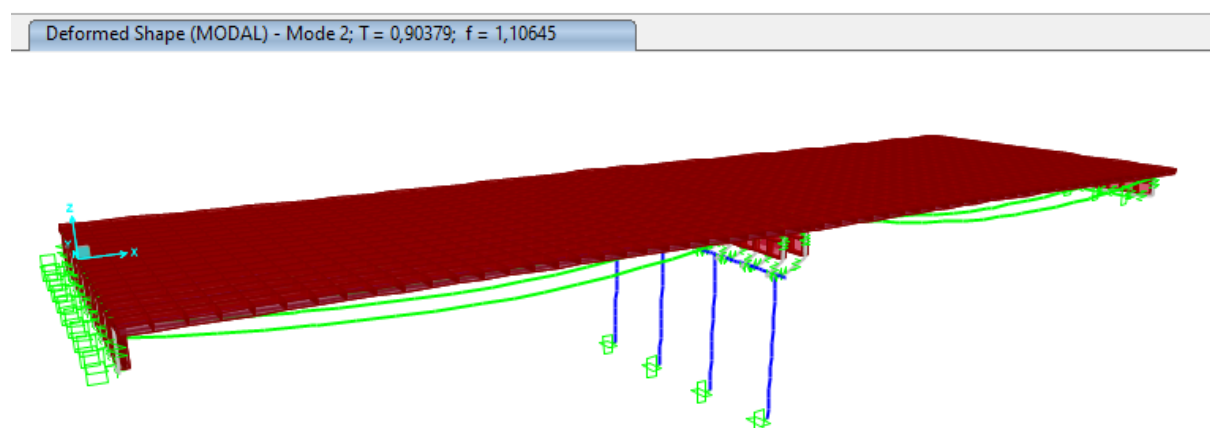 Deformed Shape (MODAL) - Mode 2; T = 0,90379; f = 1,10645
Z
Y
X